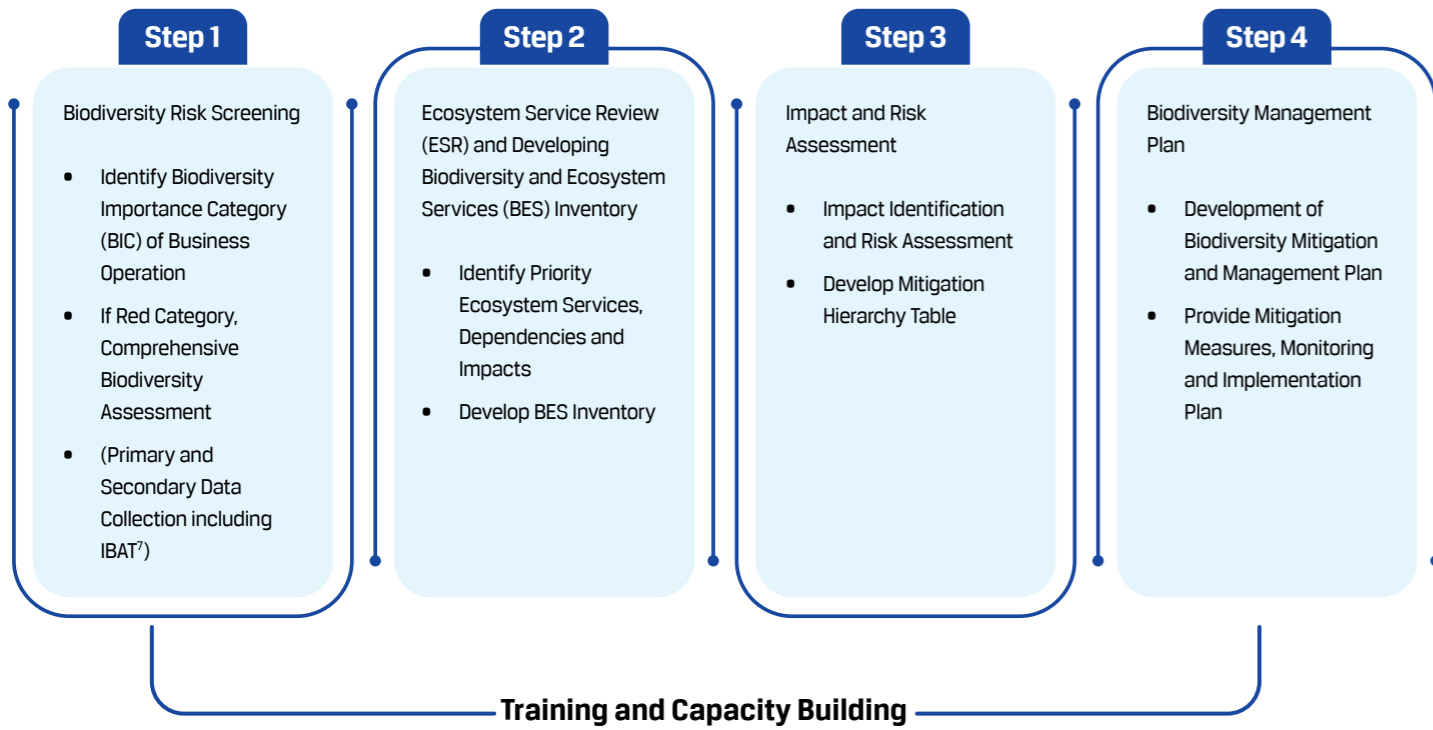 Step 1
Biodiversity Risk Screening
• Identify Biodiversity
Importance Category
(BIC) of Business
Operation
• If Red Category,
Comprehensive
Biodiversity
Assessment
• (Primary and
Secondary Data
Collection including
IBAT⁷)
Step 2
Ecosystem Service Review
(ESR) and Developing
Biodiversity and Ecosystem
Services (BES) Inventory
• Identify Priority
Ecosystem Services,
Dependencies and
Impacts
• Develop BES Inventory
Step 3
Impact and Risk
Assessment
• Impact Identification
and Risk Assessment
• Develop Mitigation
Hierarchy Table
Step 4
Biodiversity Management
Plan
• Development of
Biodiversity Mitigation
and Management Plan
• Provide Mitigation
Measures, Monitoring
and Implementation
Plan
Training and Capacity Building